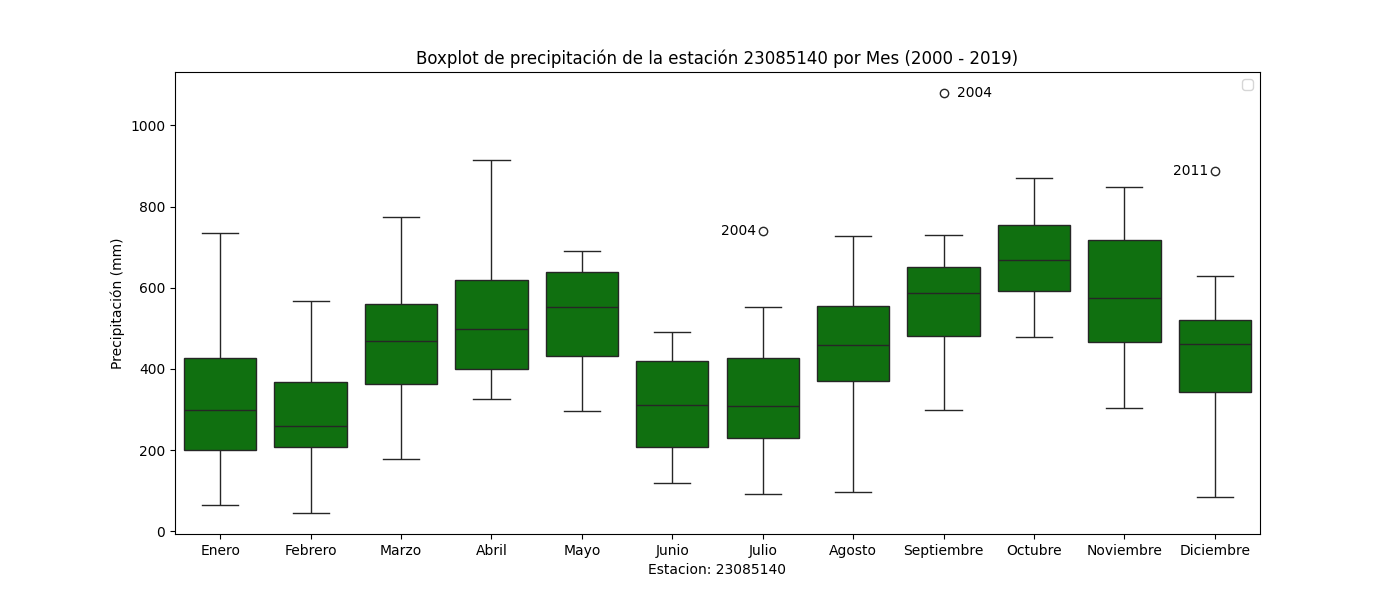 Boxplot de precipitación de la estación 23085140 por Mes (2000 - 2019)
Precipitación (mm)
1000
800
600
400
200
0
2004
2004
2011
Enero Febrero Marzo Abril Mayo Junio Julio Agosto Septiembre Octubre Noviembre Diciembre
Estacion: 23085140